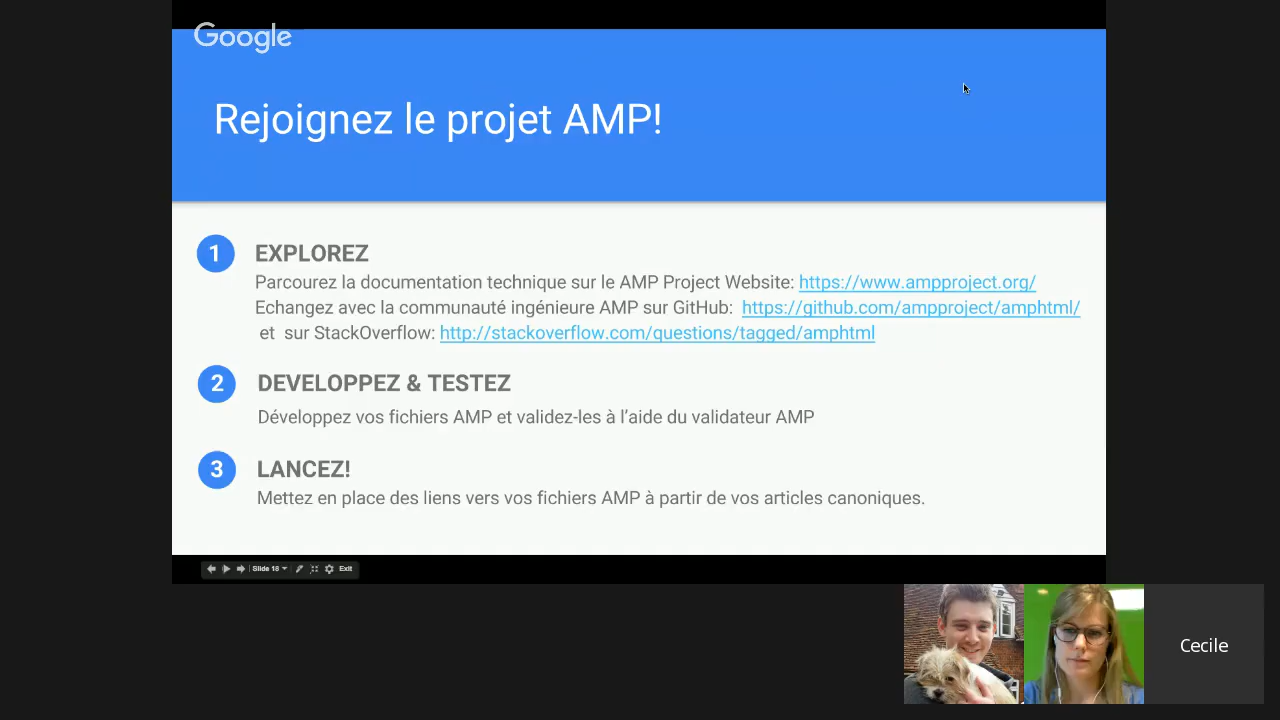 Google
Rejoignez le projet AMP!
1 EXPLOREZ
Parcourez la documentation technique sur le AMP Project Website: https://www.ampproject.org/
Echangez avec la communauté ingénieure AMP sur GitHub: https://github.com/ampproject/amphtml/
et sur StackOverflow: http://stackoverflow.com/questions/tagged/amphtml
2 DEVELOPPEZ & TESTEZ
Développez vos fichiers AMP et validez-les à l’aide du validateur AMP
3 LANCEZ!
Mettez en place des liens vers vos fichiers AMP à partir de vos articles canoniques.
Slide 18 Exit
Cecile